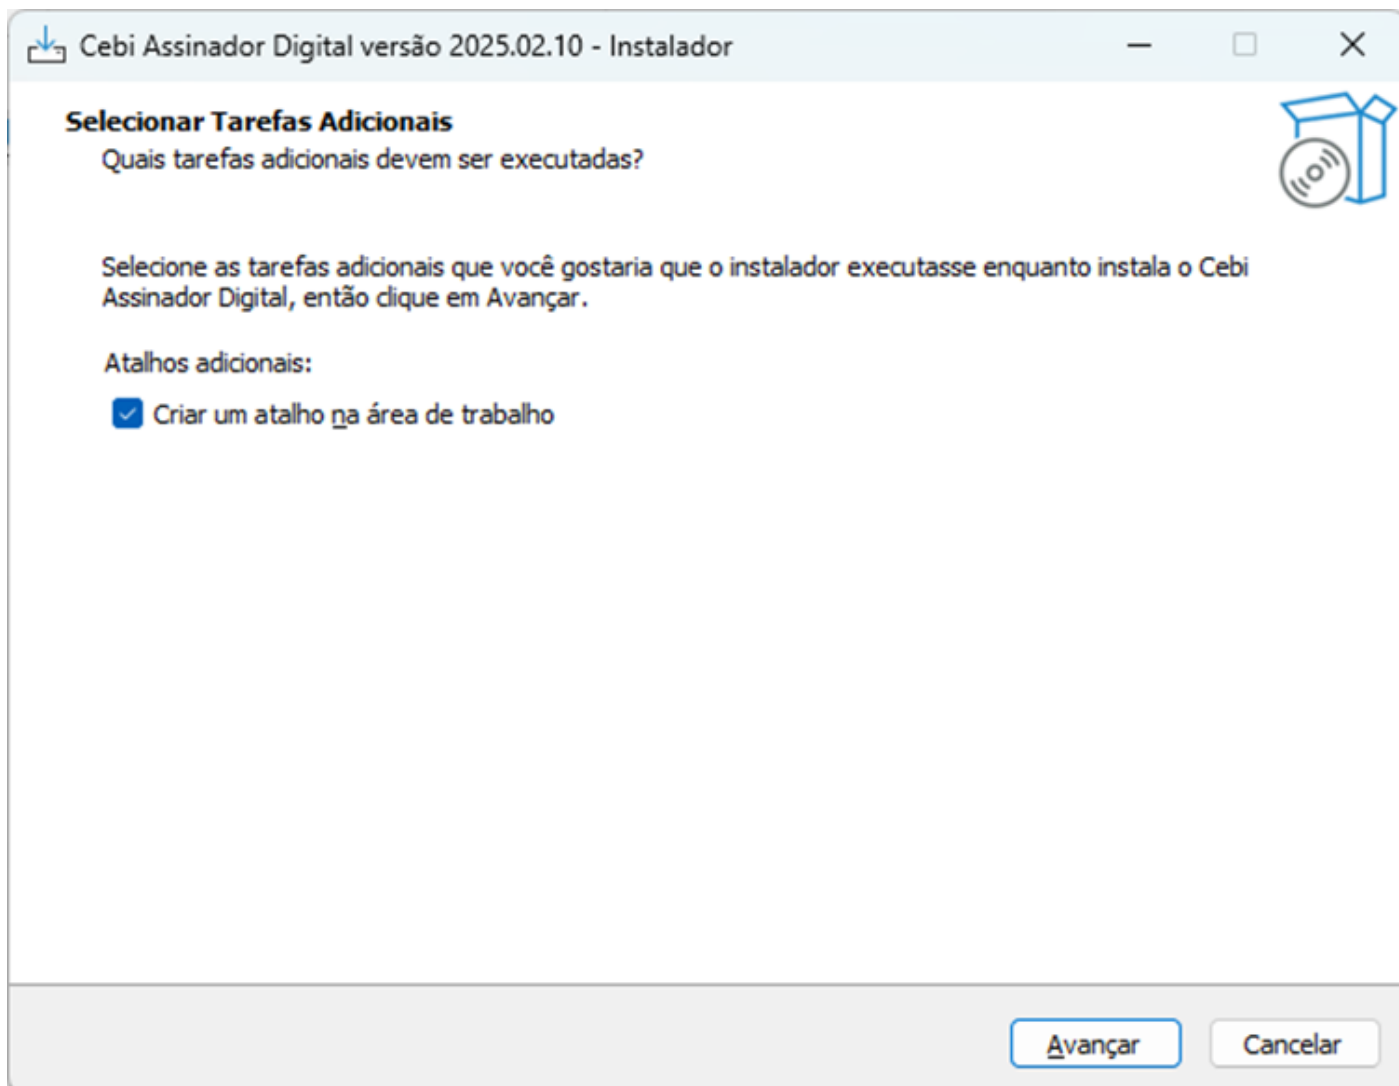 Cebi Assinador Digital versão 2025.02.10 - Instalador
Selecionar Tarefas Adicionais
Quais tarefas adicionais devem ser executadas?
Selecione as tarefas adicionais que você gostaria que o instalador executasse enquanto instala o Cebi
Assinador Digital, então clique em Avançar.
Atalhos adicionais:
Criar um atalho na área de trabalho
Avançar
Cancelar